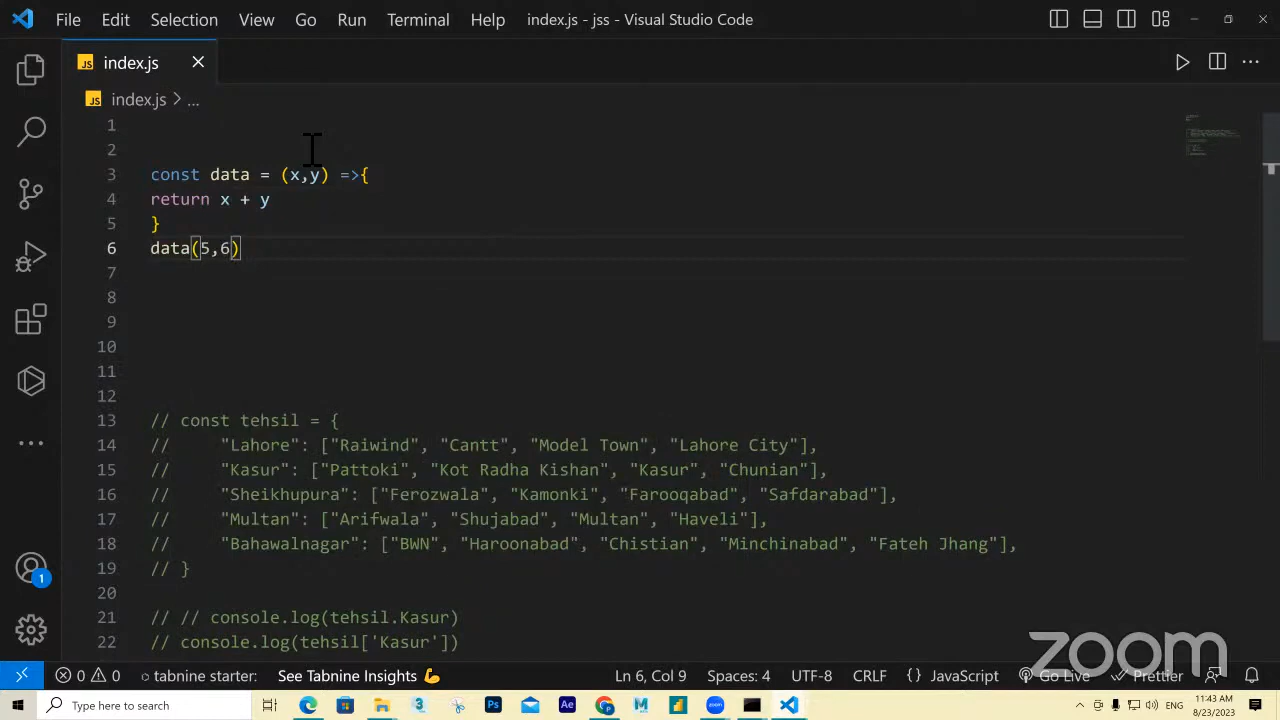 File Edit Selection View Go Run Terminal Help index.js - jss - Visual Studio Code
JS index.js
JS index.js > ...
1
2
3 const data = (x,y) =>{
4 return x + y
5 }
6 data(5,6)
7
8
9
10
11
12
13 // const tehsil = {
14 //     "Lahore": ["Raiwind", "Cantt", "Model Town", "Lahore City"],
15 //     "Kasur": ["Pattoki", "Kot Radha Kishan", "Kasur", "Chunian"],
16 //     "Sheikhupura": ["Ferozwala", "Kamonki", "Farooqabad", "Safdarabad"],
17 //     "Multan": ["Arifwala", "Shujabad", "Multan", "Haveli"],
18 //     "Bahawalnagar": ["BWN", "Haroonabad", "Chistian", "Minchinabad", "Fateh Jhang"],
19 // }
20
21 // // console.log(tehsil.Kasur)
22 // console.log(tehsil['Kasur'])
zoom
1
0 0 tabnine starter: See Tabnine Insights 💪 Ln 6, Col 9 Spaces: 4 UTF-8 CRLF {} JavaScript Go Live Prettier
Type here to search
Ps Ae zoom
ENG 11:43 AM
8/23/2023